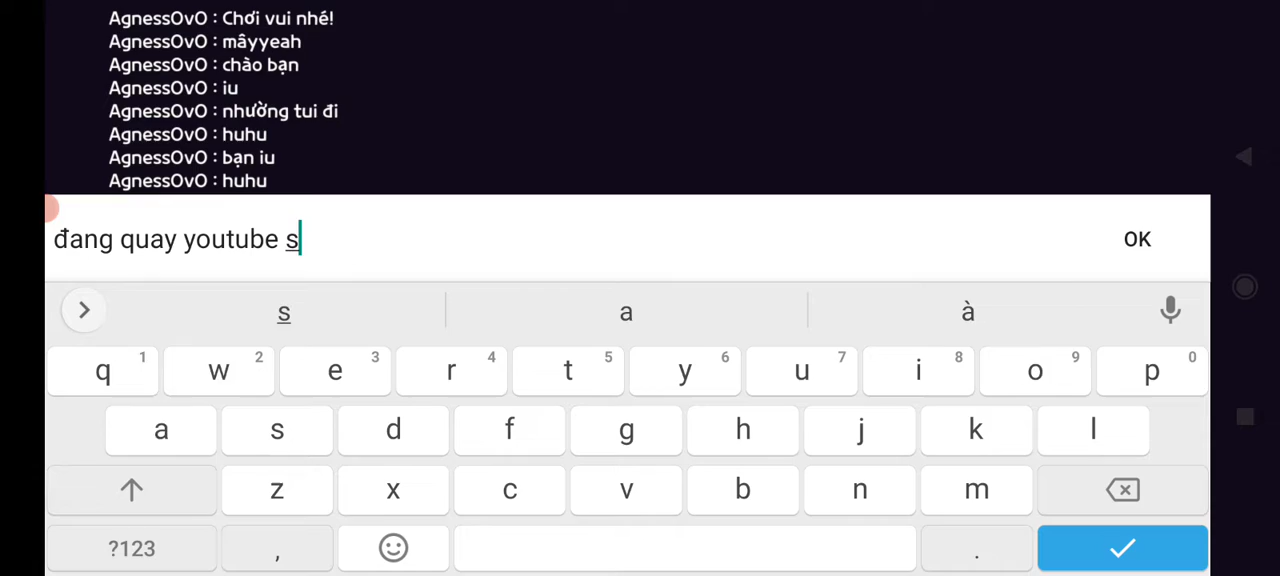 AgnessOvO : Chơi vui nhé!
AgnessOvO : mâyyeah
AgnessOvO : chào bạn
AgnessOvO : iu
AgnessOvO : nhường tui đi
AgnessOvO : huhu
AgnessOvO : bạn iu
AgnessOvO : huhu
đang quay youtube s
OK
s a à
q 1 w 2 e 3 r 4 t 5 y 6 u 7 i 8 o 9 p 0
a s d f g h j k l
z x c v b n m
?123 , .